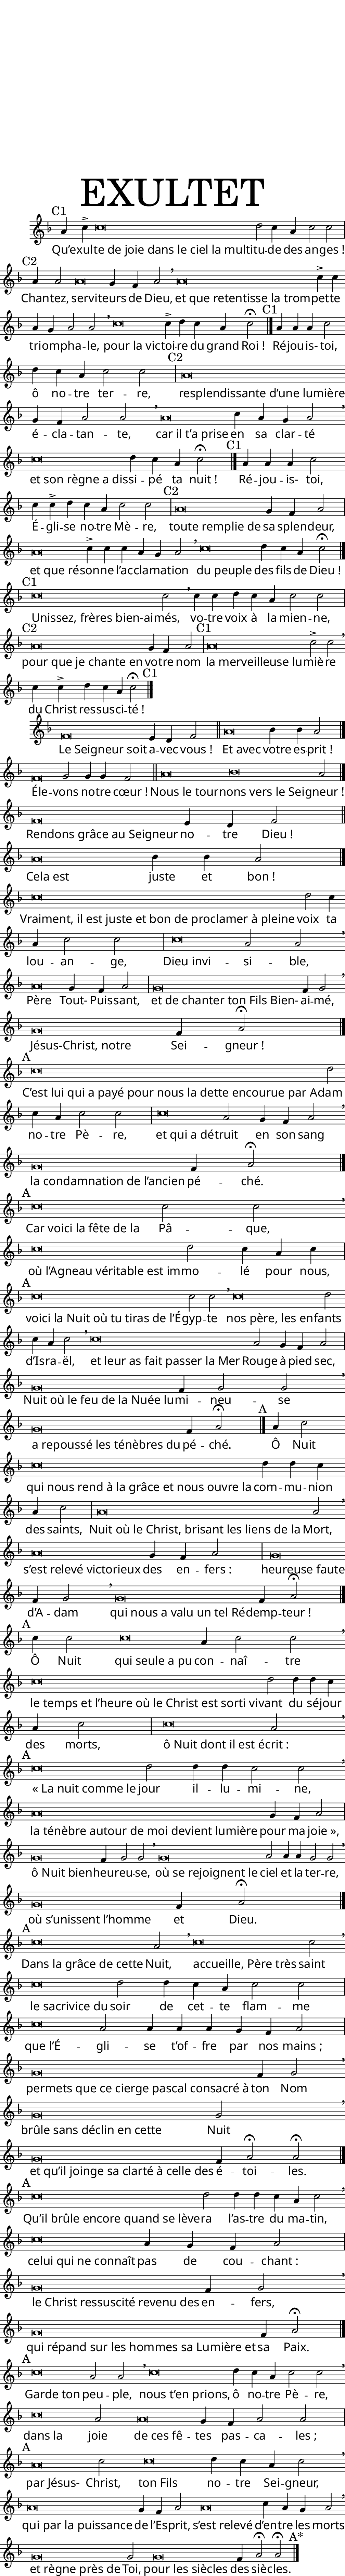 EXULTET
C1
Qu'exulte de joie dans le ciel la multitu-de des anges !
C2
Chantez, serviteurs de Dieu, et que retentisse la trompette
C1
triompha-le, pour la victoi-re du grand Roi ! Réjouis-toi,
C2
ô no-tre ter-re, resplendissante d'une lumière
é-cla-tan-te, car il t'a prise en sa clar-té
C1
et son règne a dissi-pé ta nuit ! Ré-jou-is-toi,
C2
É-gli-se notre Mè-re, toute remplie de sa splendeur,
et que résonne l'acclamation du peuple des fils de Dieu !
C1
Unissez, frères bien-aimés, vo-tre voix à la mien-ne,
C2 C1
pour que je chante en votre nom la merveilleuse lumière
C1
du Christ ressusci-té !
Le Seigneur soit a-vec vous ! Et avec votre esprit !
Éle-vons notre cœur ! Nous le tournons vers le Seigneur !
Rendons grâce au Seigneur no-tre Dieu !
Cela est juste et bon !
Vraiment, il est juste et bon de proclamer à pleine voix ta
lou-an-ge, Dieu invi-si-ble,
Père Tout-Puissant, et de chanter ton Fils Bien-ai-mé,
Jésus-Christ, notre Sei-gneur !
A
C'est lui qui a payé pour nous la dette encourue par Adam
no-tre Pè-re, et qui a détruit en son sang
la condamnation de l'ancien pé-ché.
A
Car voici la fête de la Pâ-que,
où l'Agneau véritable est immo-lé pour nous,
A
voici la Nuit où tu tiras de l'Égyp-te nos père, les enfants
d'Isra-ël, et leur as fait passer la Mer Rouge à pied sec,
Nuit où le feu de la Nuée lumi-neu-se
A
a repoussé les ténèbres du pé-ché. Ô Nuit
qui nous rend à la grâce et nous ouvre la com-mu-nion
des saints, Nuit où le Christ, brisant les liens de la Mort,
s'est relevé victorieux des en-fers : heureuse faute
d'A-dam qui nous a valu un tel Rédemp-teur !
A
Ô Nuit qui seule a pu con-naî-tre
le temps et l'heure où le Christ est sorti vivant du séjour
des morts, ô Nuit dont il est écrit :
A
« La nuit comme le jour il-lu-mi-ne,
la ténèbre autour de moi devient lumière pour ma joie »,
ô Nuit bienheureu-se, où se rejoignent le ciel et la ter-re,
où s'unissent l'homme et Dieu.
A
Dans la grâce de cette Nuit, accueille, Père très saint
le sacrivice du soir de cet-te flam-me
que l'É-gli-se t'of-fre par nos mains ;
permets que ce cierge pascal consacré à ton Nom
brûle sans déclin en cette Nuit
et qu'il joinge sa clarté à celle des é-toi-les.
A
Qu'il brûle encore quand se lèvera l'as-tre du ma-tin,
celui qui ne connaît pas de cou-chant :
le Christ ressuscité revenu des en-fers,
qui répand sur les hommes sa Lumière et sa Paix.
A
Garde ton peu-ple, nous t'en prions, ô no-tre Pè-re,
dans la joie de ces fê-tes pas-ca-les ;
A
par Jésus-Christ, ton Fils no-tre Sei-gneur,
qui par la puissance de l'Esprit, s'est relevé d'entre les morts
A*
et règne près de Toi, pour les siècles des siècles.